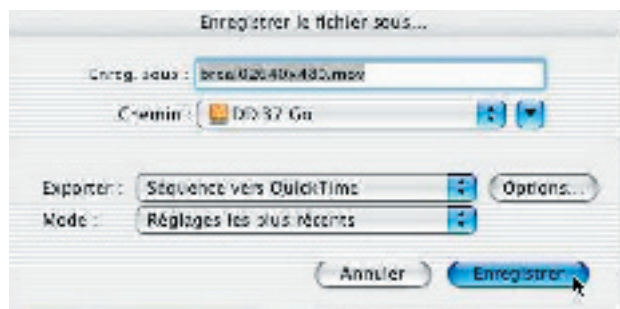 Enregistrer le fichier sous...
Enreg. sous :
Chemin : DD 37 Go
Exporter : Séquence vers QuickTime Options...
Mode : Réglages les plus récents
Annuler Enregistrer